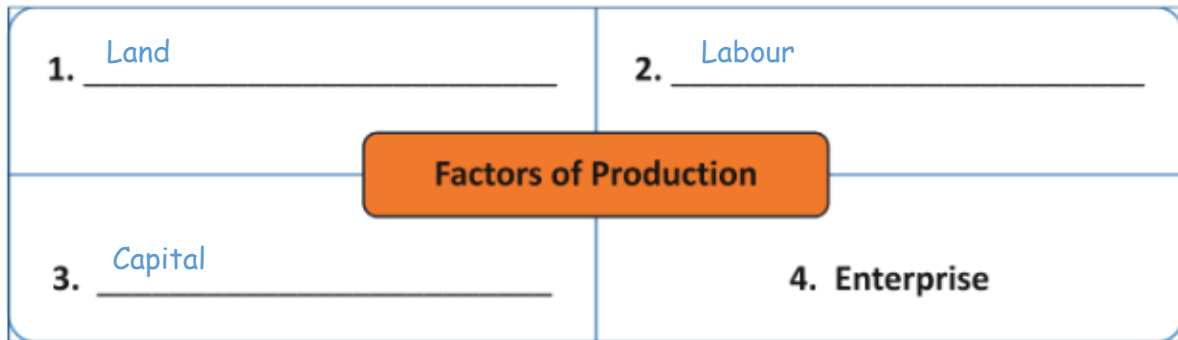 1. Land
2. Labour
Factors of Production
3. Capital
4. Enterprise